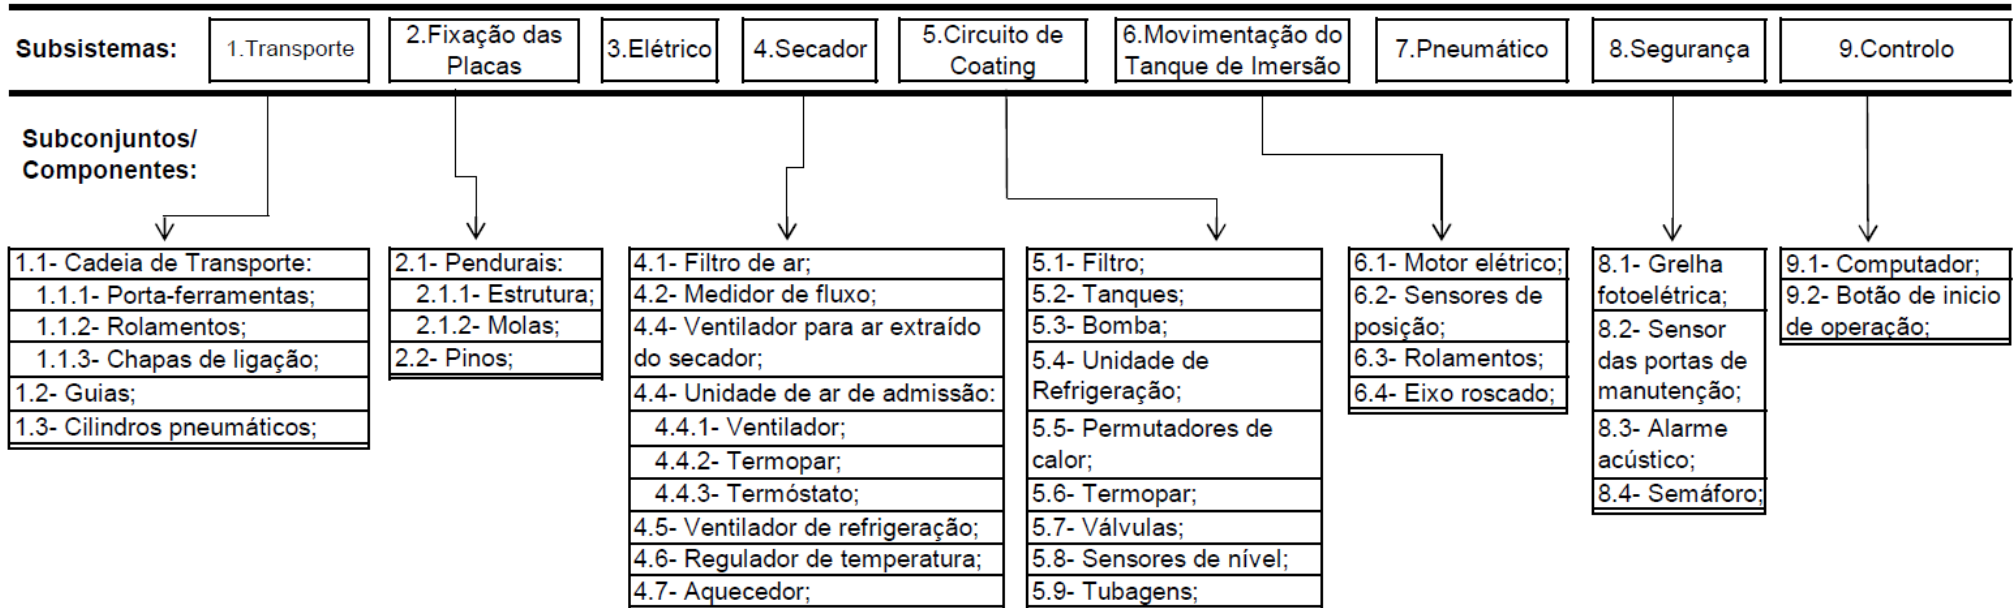 Subsistemas:
1.Transporte
2.Fixação das
Placas
3.Elétrico
4.Secador
5.Circuito de
Coating
6.Movimentação do
Tanque de Imersão
7.Pneumático
8.Segurança
9.Controlo
Subconjuntos/
Componentes:
1.1- Cadeia de Transporte:
1.1.1- Porta-ferramentas;
1.1.2- Rolamentos;
1.1.3- Chapas de ligação;
1.2- Guias;
1.3- Cilindros pneumáticos;
2.1- Pendurais:
2.1.1- Estrutura;
2.1.2- Molas;
2.2- Pinos;
4.1- Filtro de ar;
4.2- Medidor de fluxo;
4.4- Ventilador para ar extraído
do secador;
4.4- Unidade de ar de admissão:
4.4.1- Ventilador;
4.4.2- Termopar;
4.4.3- Termóstato;
4.5- Ventilador de refrigeração;
4.6- Regulador de temperatura;
4.7- Aquecedor;
5.1- Filtro;
5.2- Tanques;
5.3- Bomba;
5.4- Unidade de
Refrigeração;
5.5- Permutadores de
calor;
5.6- Termopar;
5.7- Válvulas;
5.8- Sensores de nível;
5.9- Tubagens;
6.1- Motor elétrico;
6.2- Sensores de
posição;
6.3- Rolamentos;
6.4- Eixo roscado;
8.1- Grelha
fotoelétrica;
8.2- Sensor
das portas de
manutenção;
8.3- Alarme
acústico;
8.4- Semáforo;
9.1- Computador;
9.2- Botão de inicio
de operação;